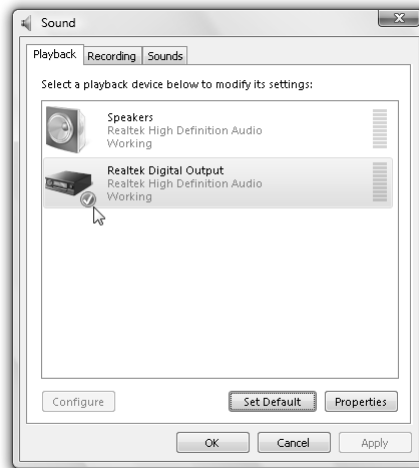 Sound
Playback Recording Sounds
Select a playback device below to modify its settings:
Speakers
Realtek High Definition Audio
Working
Realtek Digital Output
Realtek High Definition Audio
Working
Configure Set Default Properties
OK Cancel Apply